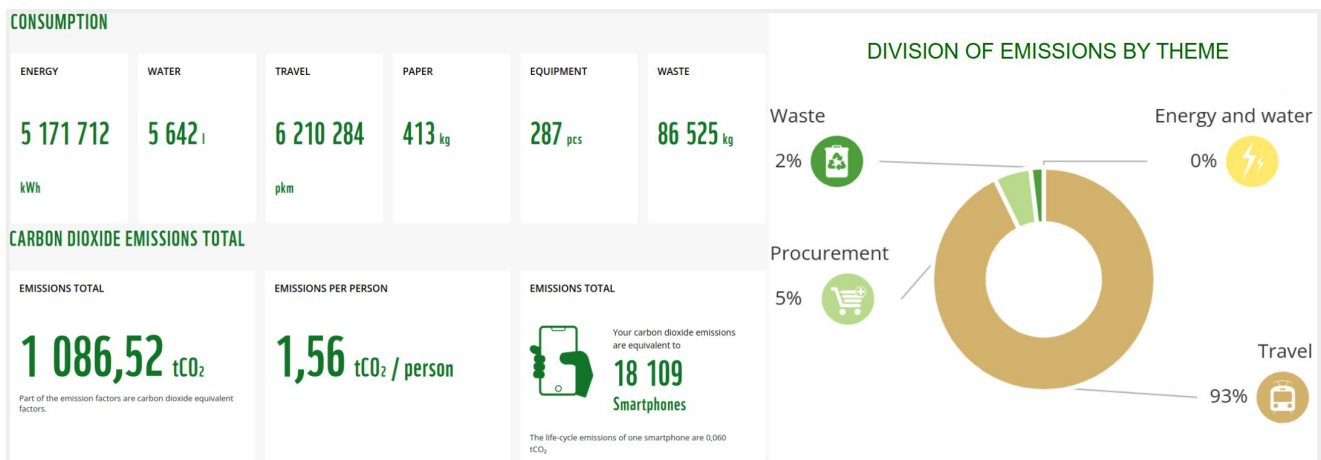 CONSUMPTION
ENERGY
5 171 712
kWh
WATER
5 642 l
TRAVEL
6 210 284
pkm
PAPER
413 kg
EQUIPMENT
287 pcs
WASTE
86 525 kg
CARBON DIOXIDE EMISSIONS TOTAL
EMISSIONS TOTAL
1 086,52 tCO₂
Part of the emission factors are carbon dioxide equivalent
factors.
EMISSIONS PER PERSON
1,56 tCO₂ / person
EMISSIONS TOTAL
Your carbon dioxide emissions
are equivalent to
18 109
Smartphones
The life-cycle emissions of one smartphone are 0,060
tCO₂
DIVISION OF EMISSIONS BY THEME
Waste
2%
Energy and water
0%
Procurement
5%
Travel
93%